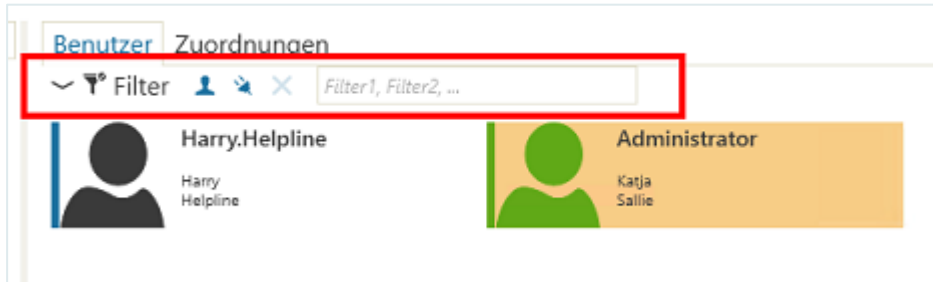 Benutzer Zuordnungen
Filter Filter1, Filter2, ...
Harry.Helpline
Harry
Helpline
Administrator
Katja
Sallie